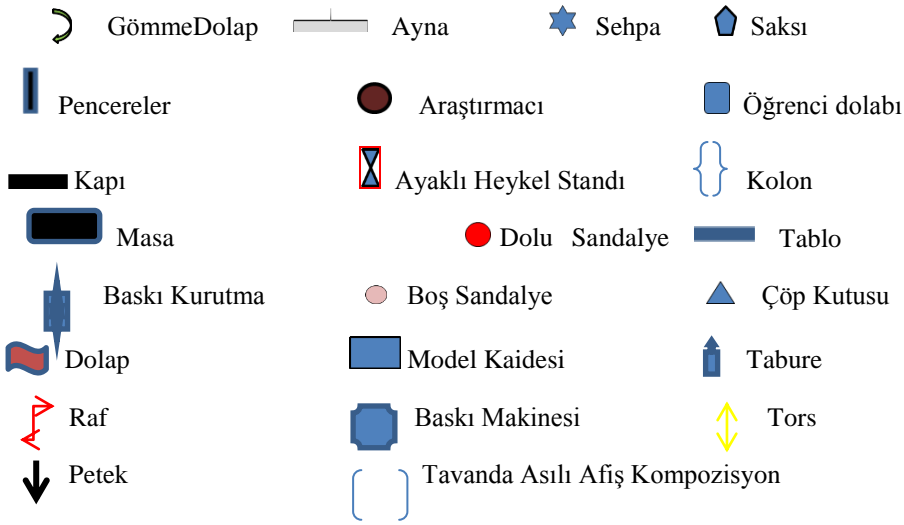 GömmeDolap Ayna Sehpa Saksı
Pencereler Araştırmacı Öğrenci dolabı
Kapı Ayaklı Heykel Standı Kolon
Masa Dolu Sandalye Tablo
Baskı Kurutma Boş Sandalye Çöp Kutusu
Dolap Model Kaidesi Tabure
Raf Baskı Makinesi Tors
Petek Tavanda Asılı Afiş Kompozisyon